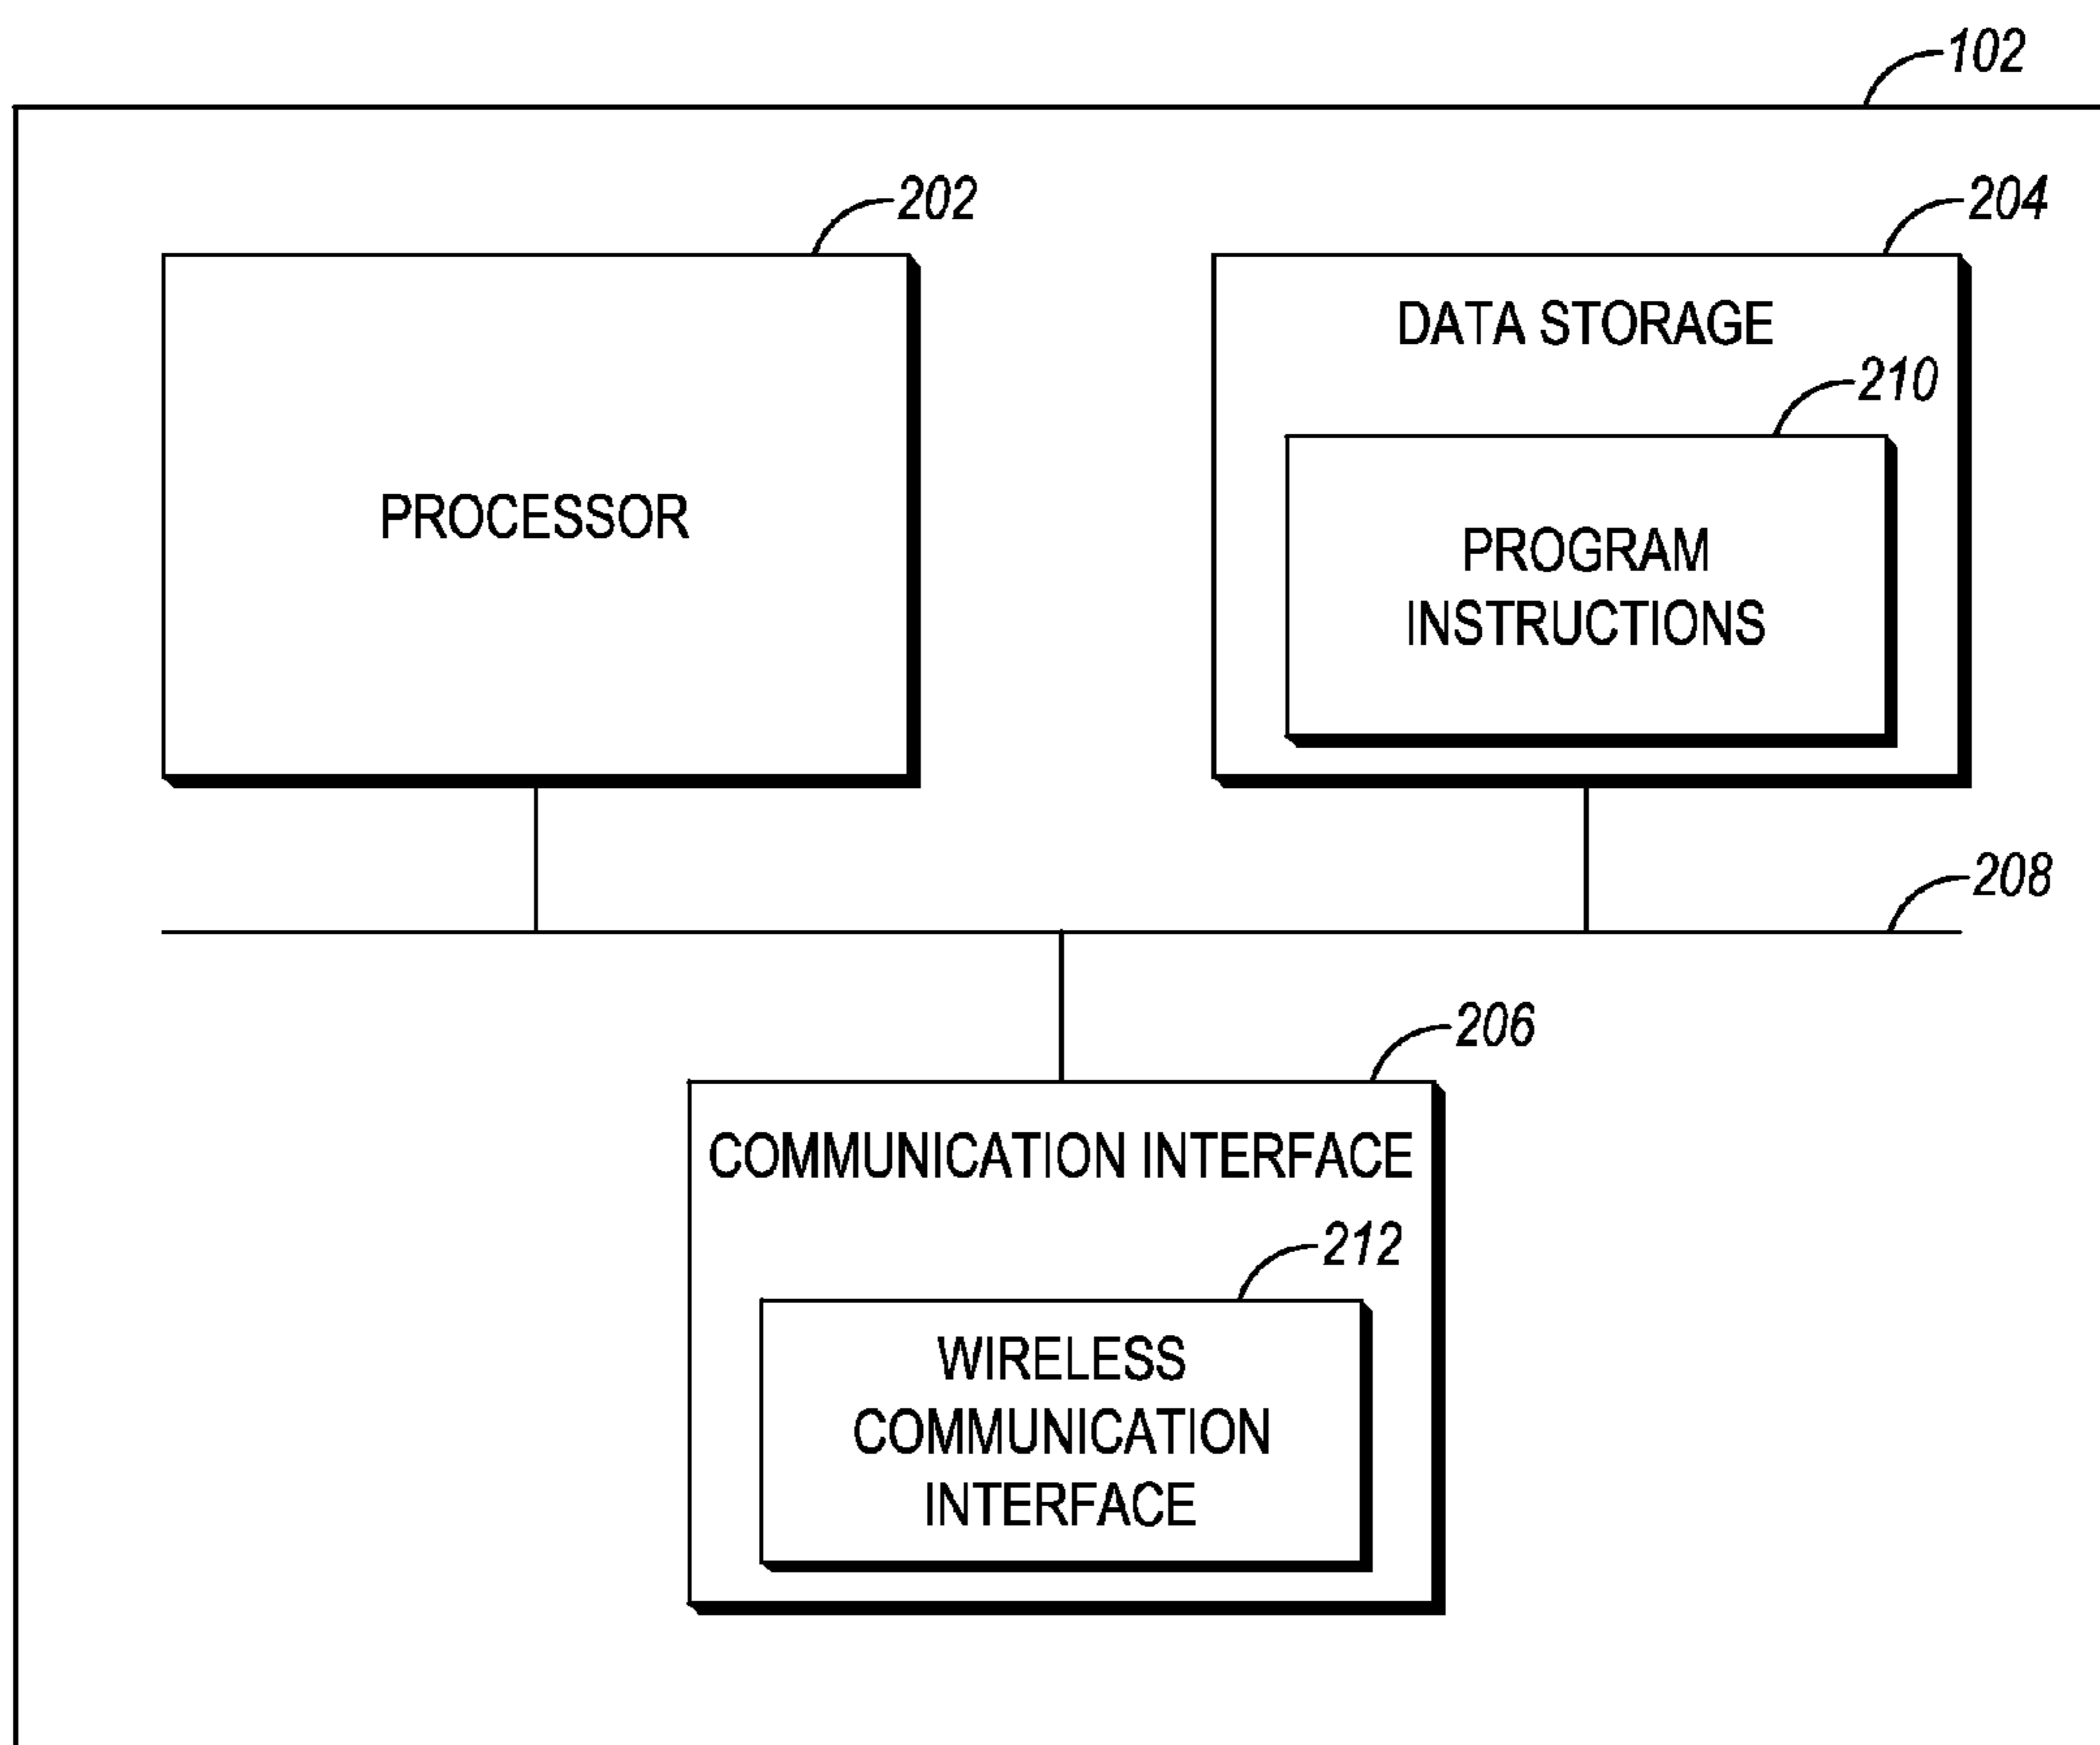 102
202
204
DATA STORAGE
210
PROCESSOR
PROGRAM
INSTRUCTIONS
208
206
COMMUNICATION INTERFACE
212
WIRELESS
COMMUNICATION
INTERFACE